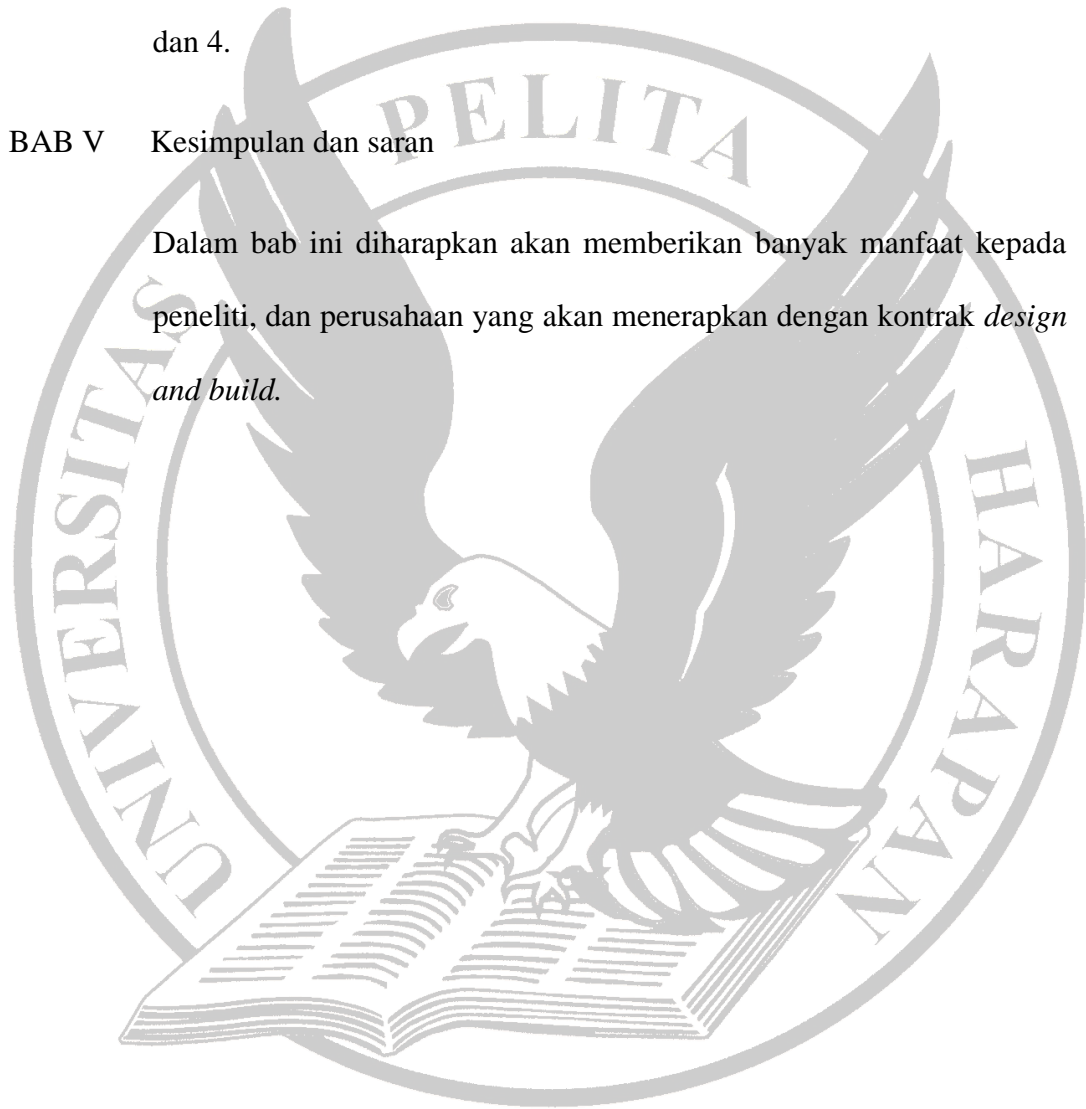 dan 4.
BAB V Kesimpulan dan saran
Dalam bab ini diharapkan akan memberikan banyak manfaat kepada
peneliti, dan perusahaan yang akan menerapkan dengan kontrak design
and build.
UNIVERSITAS PELITA HARAPAN